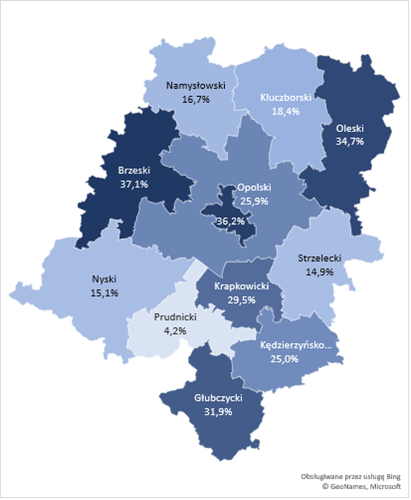 Namysłowski
16,7%
Kluczborski
18,4%
Oleski
34,7%
Brzeski
37,1%
Opolski
25,9%
36,2%
Strzelecki
14,9%
Nyski
15,1%
Krapkowicki
29,5%
Prudnicki
4,2%
Kędzierzyńsko...
25,0%
Głubczycki
31,9%
Obsługiwane przez usługę Bing
© GeoNames, Microsoft